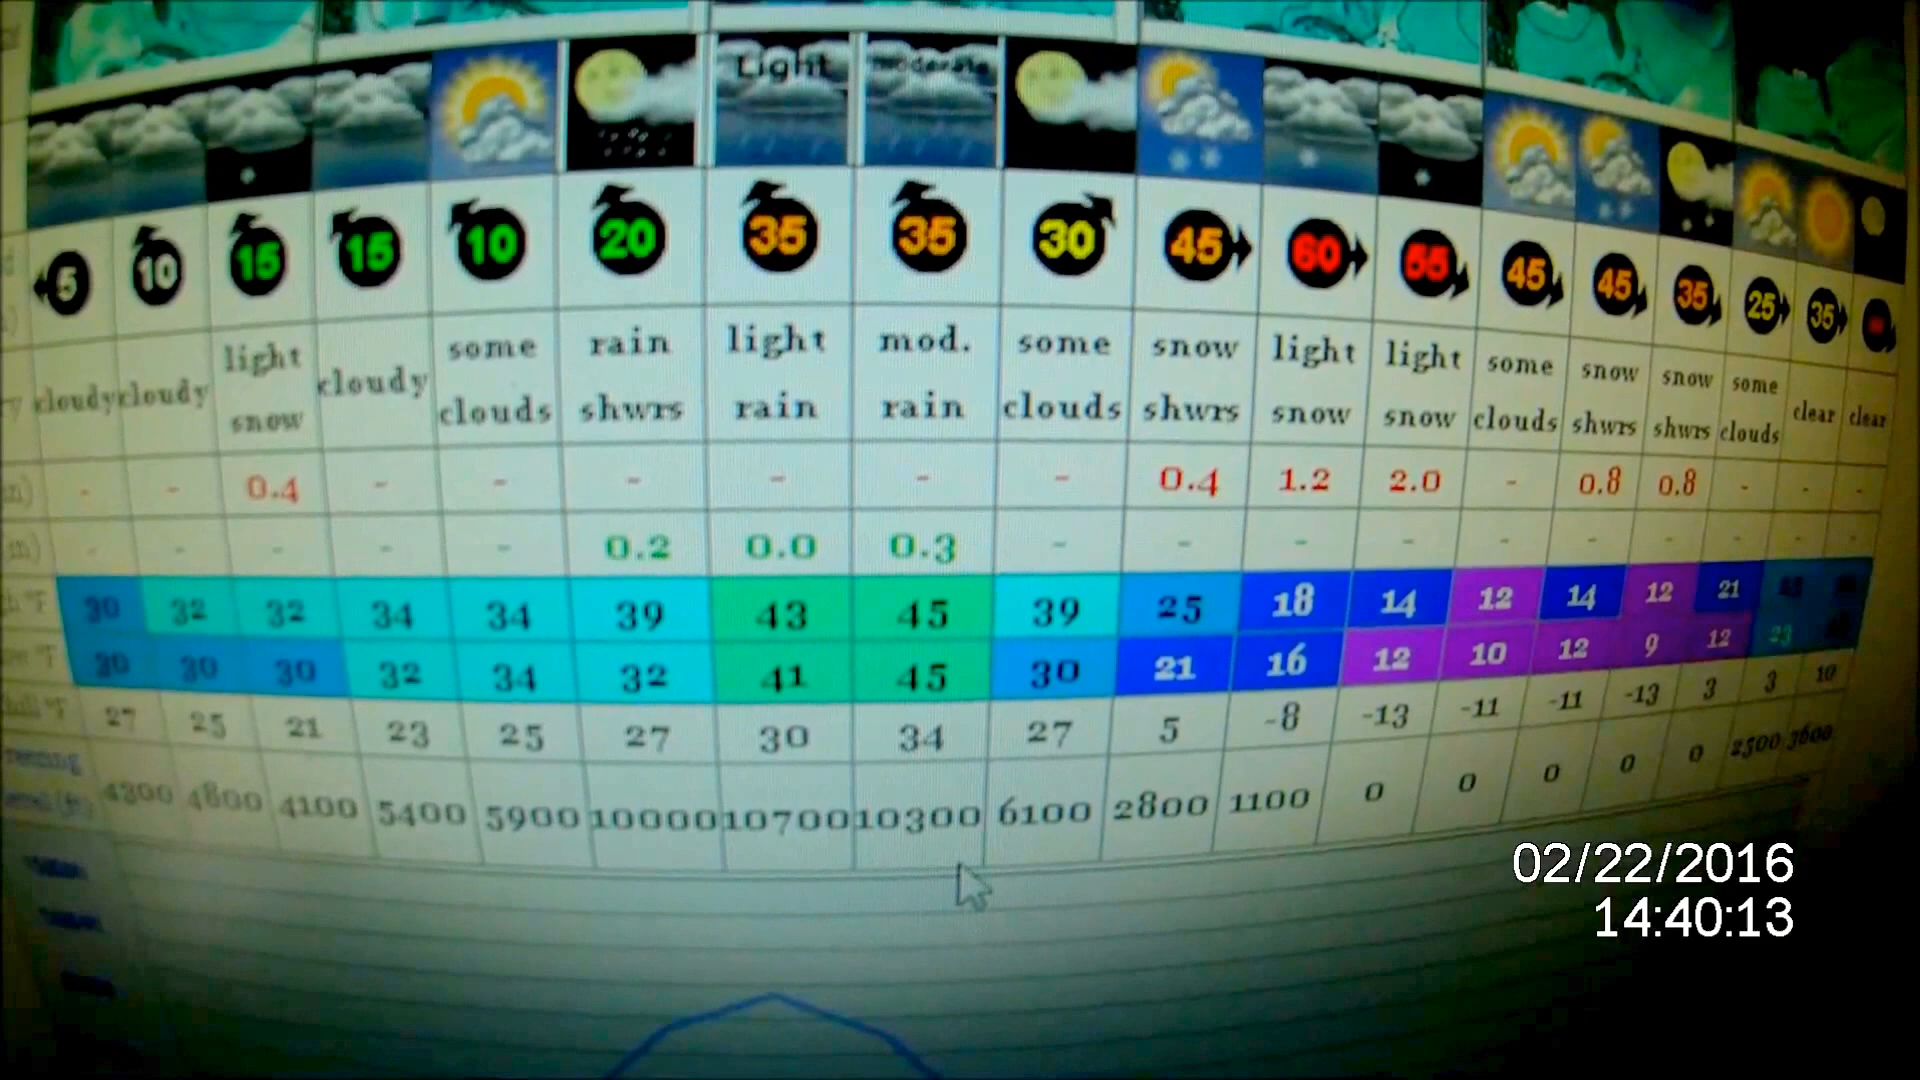 Light moderate
5 10 15 15 10 20 35 35 30 45 60 55 45 45 35 25 35
light some rain light mod. some snow light light some snow snow some
cloudy cloudy cloudy clear clear
snow clouds shwrs rain rain clouds shwrs snow snow clouds shwrs shwrs clouds
- - 0.4 - - - - - - 0.4 1.2 2.0 - 0.8 0.8 - - -
- - - - - 0.2 0.0 0.3 - - - - - - - - - -
30 32 32 34 34 39 43 45 39 25 18 14 12 14 12 21
30 30 30 32 34 32 41 45 30 21 16 12 10 12 9 12 23
27 25 21 23 25 27 30 34 27 5 -8 -13 -11 -11 -13 3 3 10
4300 4800 4100 5400 5900 10000 10700 10300 6100 2800 1100 0 0 0 0 0 2500 3600
02/22/2016
14:40:13